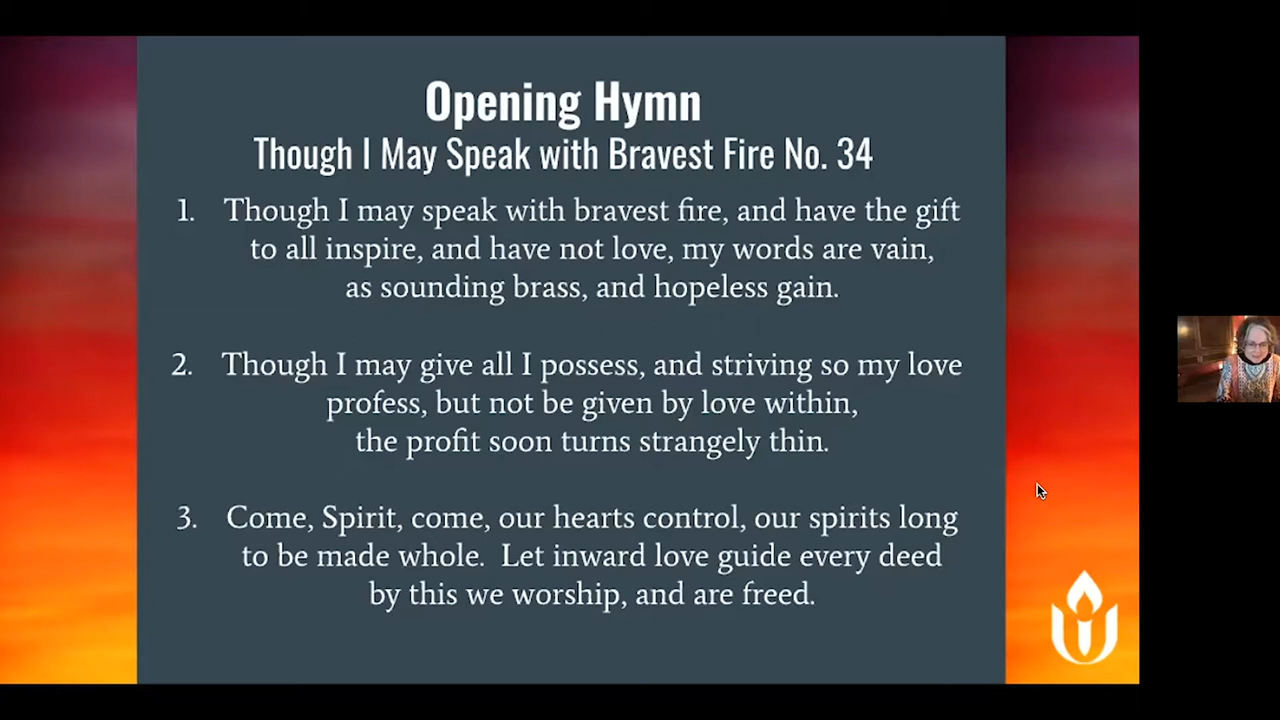 Opening Hymn
Though I May Speak with Bravest Fire No. 34
1. Though I may speak with bravest fire, and have the gift
to all inspire, and have not love, my words are vain,
as sounding brass, and hopeless gain.
2. Though I may give all I possess, and striving so my love
profess, but not be given by love within,
the profit soon turns strangely thin.
3. Come, Spirit, come, our hearts control, our spirits long
to be made whole. Let inward love guide every deed
by this we worship, and are freed.